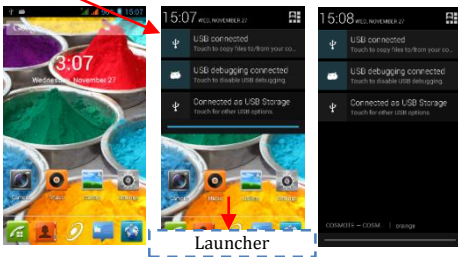 15:07
3:07
Wednesday, November 27
15:07 WED, NOVEMBER 27
USB connected
Touch to copy files to/from your co..
USB debugging connected
Touch to disable USB debugging.
Connected as USB Storage
Touch for other USB options.
Launcher
15:08 WED, NOVEMBER 27
USB connected
Touch to copy files to/from your co..
USB debugging connected
Touch to disable USB debugging.
Connected as USB Storage
Touch for other USB options.
COSMOTE — COSM... | orange